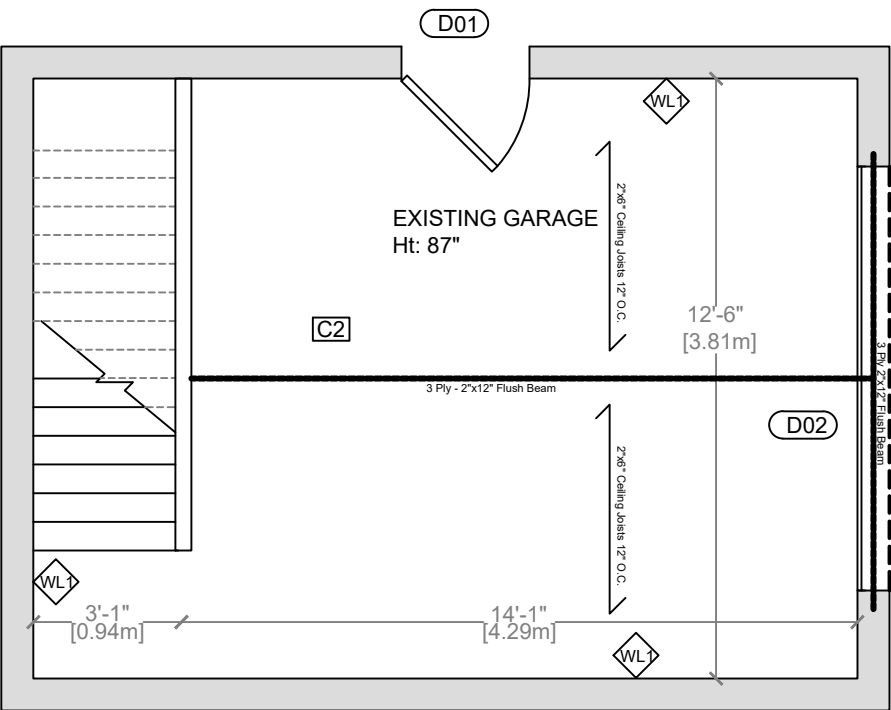 D01
WL1
2"x6" Ceiling Joists 12" O.C.
EXISTING GARAGE
Ht: 87"
12'-6"
[3.81m]
C2
3 Ply 2"x12" Flush Beam
3 Ply - 2"x12" Flush Beam
D02
2"x6" Ceiling Joists 12" O.C.
WL1
3'-1"
[0.94m]
14'-1"
[4.29m]
WL1